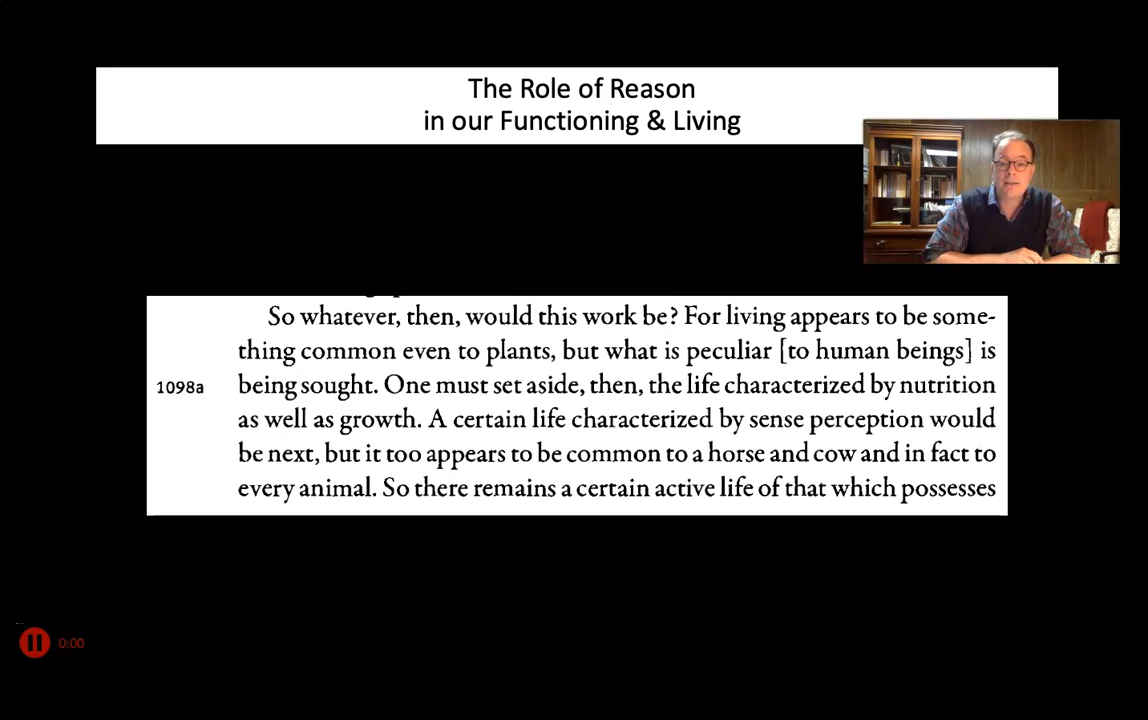 The Role of Reason
in our Functioning & Living
So whatever, then, would this work be? For living appears to be some-
thing common even to plants, but what is peculiar [to human beings] is
1098a being sought. One must set aside, then, the life characterized by nutrition
as well as growth. A certain life characterized by sense perception would
be next, but it too appears to be common to a horse and cow and in fact to
every animal. So there remains a certain active life of that which possesses
0:00